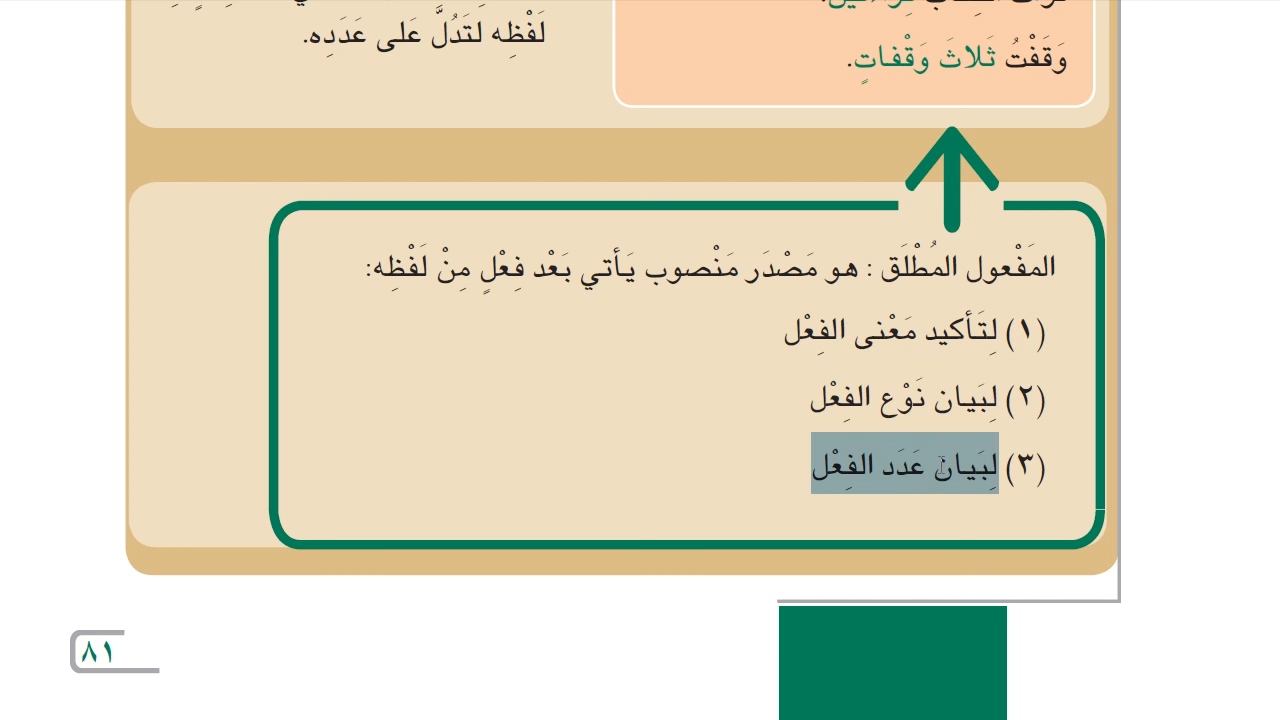 وَقَفْتُ ثَلاثَ وَقْفاتٍ.
لَفْظِه لتَدُلَّ عَلى عَدَدِه.
المَفْعول المُطْلَق : هو مَصْدَر مَنْصوب يَأتي بَعْد فِعْلٍ مِنْ لَفْظِه:
(١) لِتَأكيد مَعْنى الفِعْل
(٢) لِبَيان نَوْع الفِعْل
(٣) لِبَيان عَدَد الفِعْل
٨١